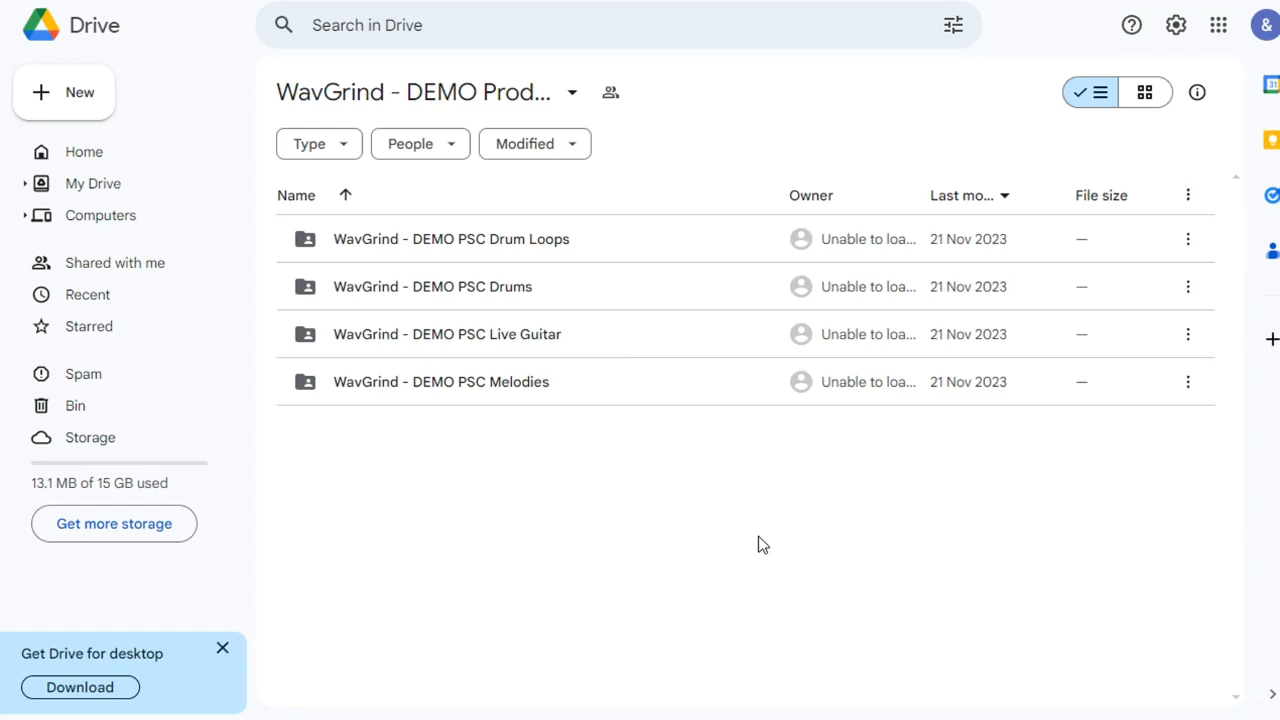 Drive
Search in Drive
&
New
WavGrind - DEMO Prod...
Home
My Drive
Computers
Shared with me
Recent
Starred
Spam
Bin
Storage
13.1 MB of 15 GB used
Get more storage
Type
People
Modified
Name
Owner
Last mo...
File size
WavGrind - DEMO PSC Drum Loops
Unable to loa...
21 Nov 2023
—
WavGrind - DEMO PSC Drums
Unable to loa...
21 Nov 2023
—
WavGrind - DEMO PSC Live Guitar
Unable to loa...
21 Nov 2023
—
WavGrind - DEMO PSC Melodies
Unable to loa...
21 Nov 2023
—
31
Get Drive for desktop
Download